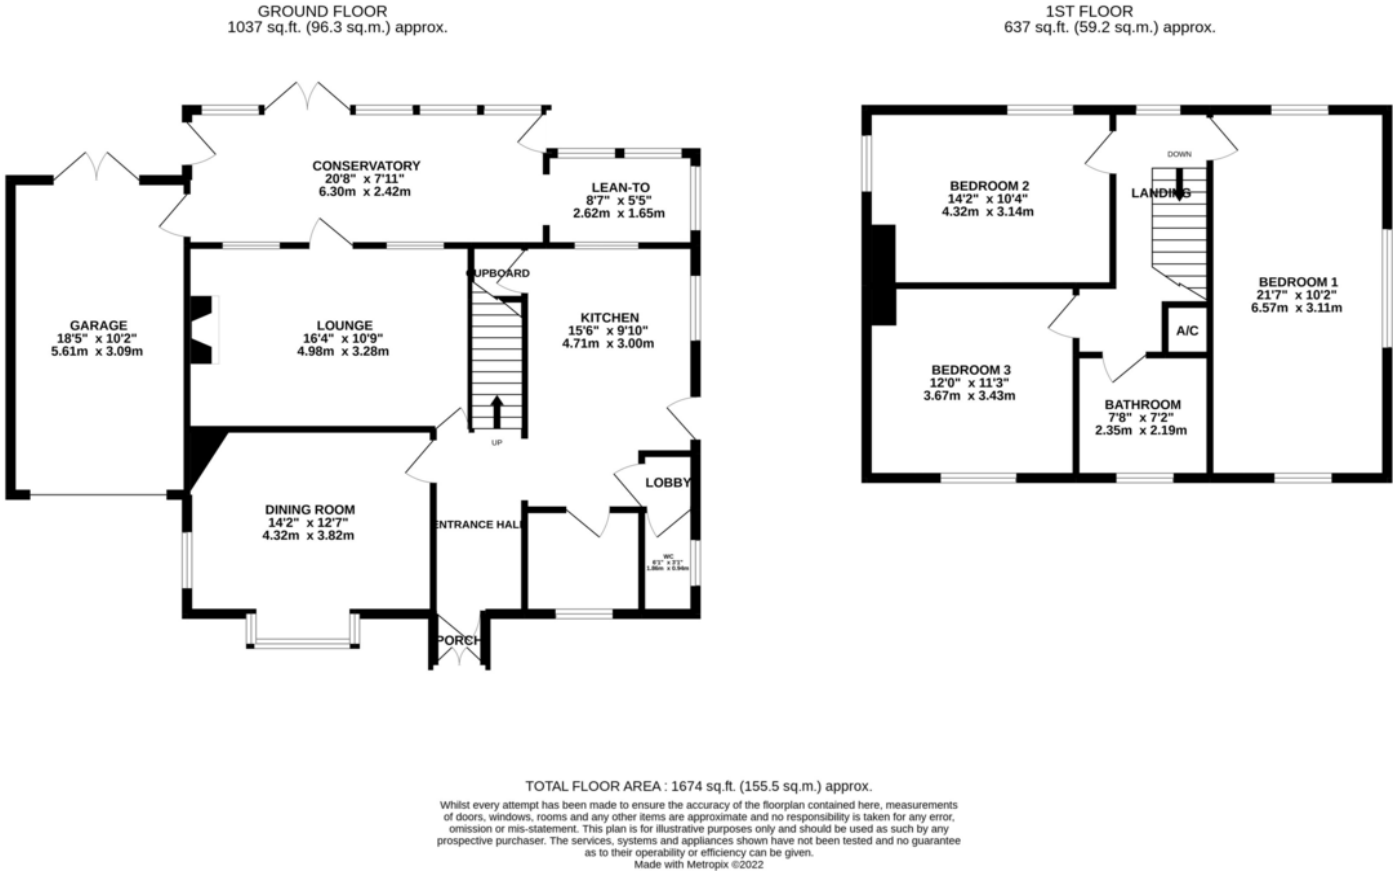 GROUND FLOOR
1037 sq.ft. (96.3 sq.m.) approx.
1ST FLOOR
637 sq.ft. (59.2 sq.m.) approx.
CONSERVATORY
20'8" x 7'11"
6.30m x 2.42m
LEAN-TO
8'7" x 5'5"
2.62m x 1.65m
CUPBOARD
GARAGE
18'5" x 10'2"
5.61m x 3.09m
LOUNGE
16'4" x 10'9"
4.98m x 3.28m
KITCHEN
15'6" x 9'10"
4.71m x 3.00m
UP
LOBBY
DINING ROOM
14'2" x 12'7"
4.32m x 3.82m
ENTRANCE HALL
WC
6'1" x 3'1"
1.86m x 0.94m
PORCH
DOWN
LANDING
BEDROOM 2
14'2" x 10'4"
4.32m x 3.14m
BEDROOM 1
21'7" x 10'2"
6.57m x 3.11m
A/C
BEDROOM 3
12'0" x 11'3"
3.67m x 3.43m
BATHROOM
7'8" x 7'2"
2.35m x 2.19m
TOTAL FLOOR AREA : 1674 sq.ft. (155.5 sq.m.) approx.
Whilst every attempt has been made to ensure the accuracy of the floorplan contained here, measurements
of doors, windows, rooms and any other items are approximate and no responsibility is taken for any error,
omission or mis-statement. This plan is for illustrative purposes only and should be used as such by any
prospective purchaser. The services, systems and appliances shown have not been tested and no guarantee
as to their operability or efficiency can be given.
Made with Metropix ©2022